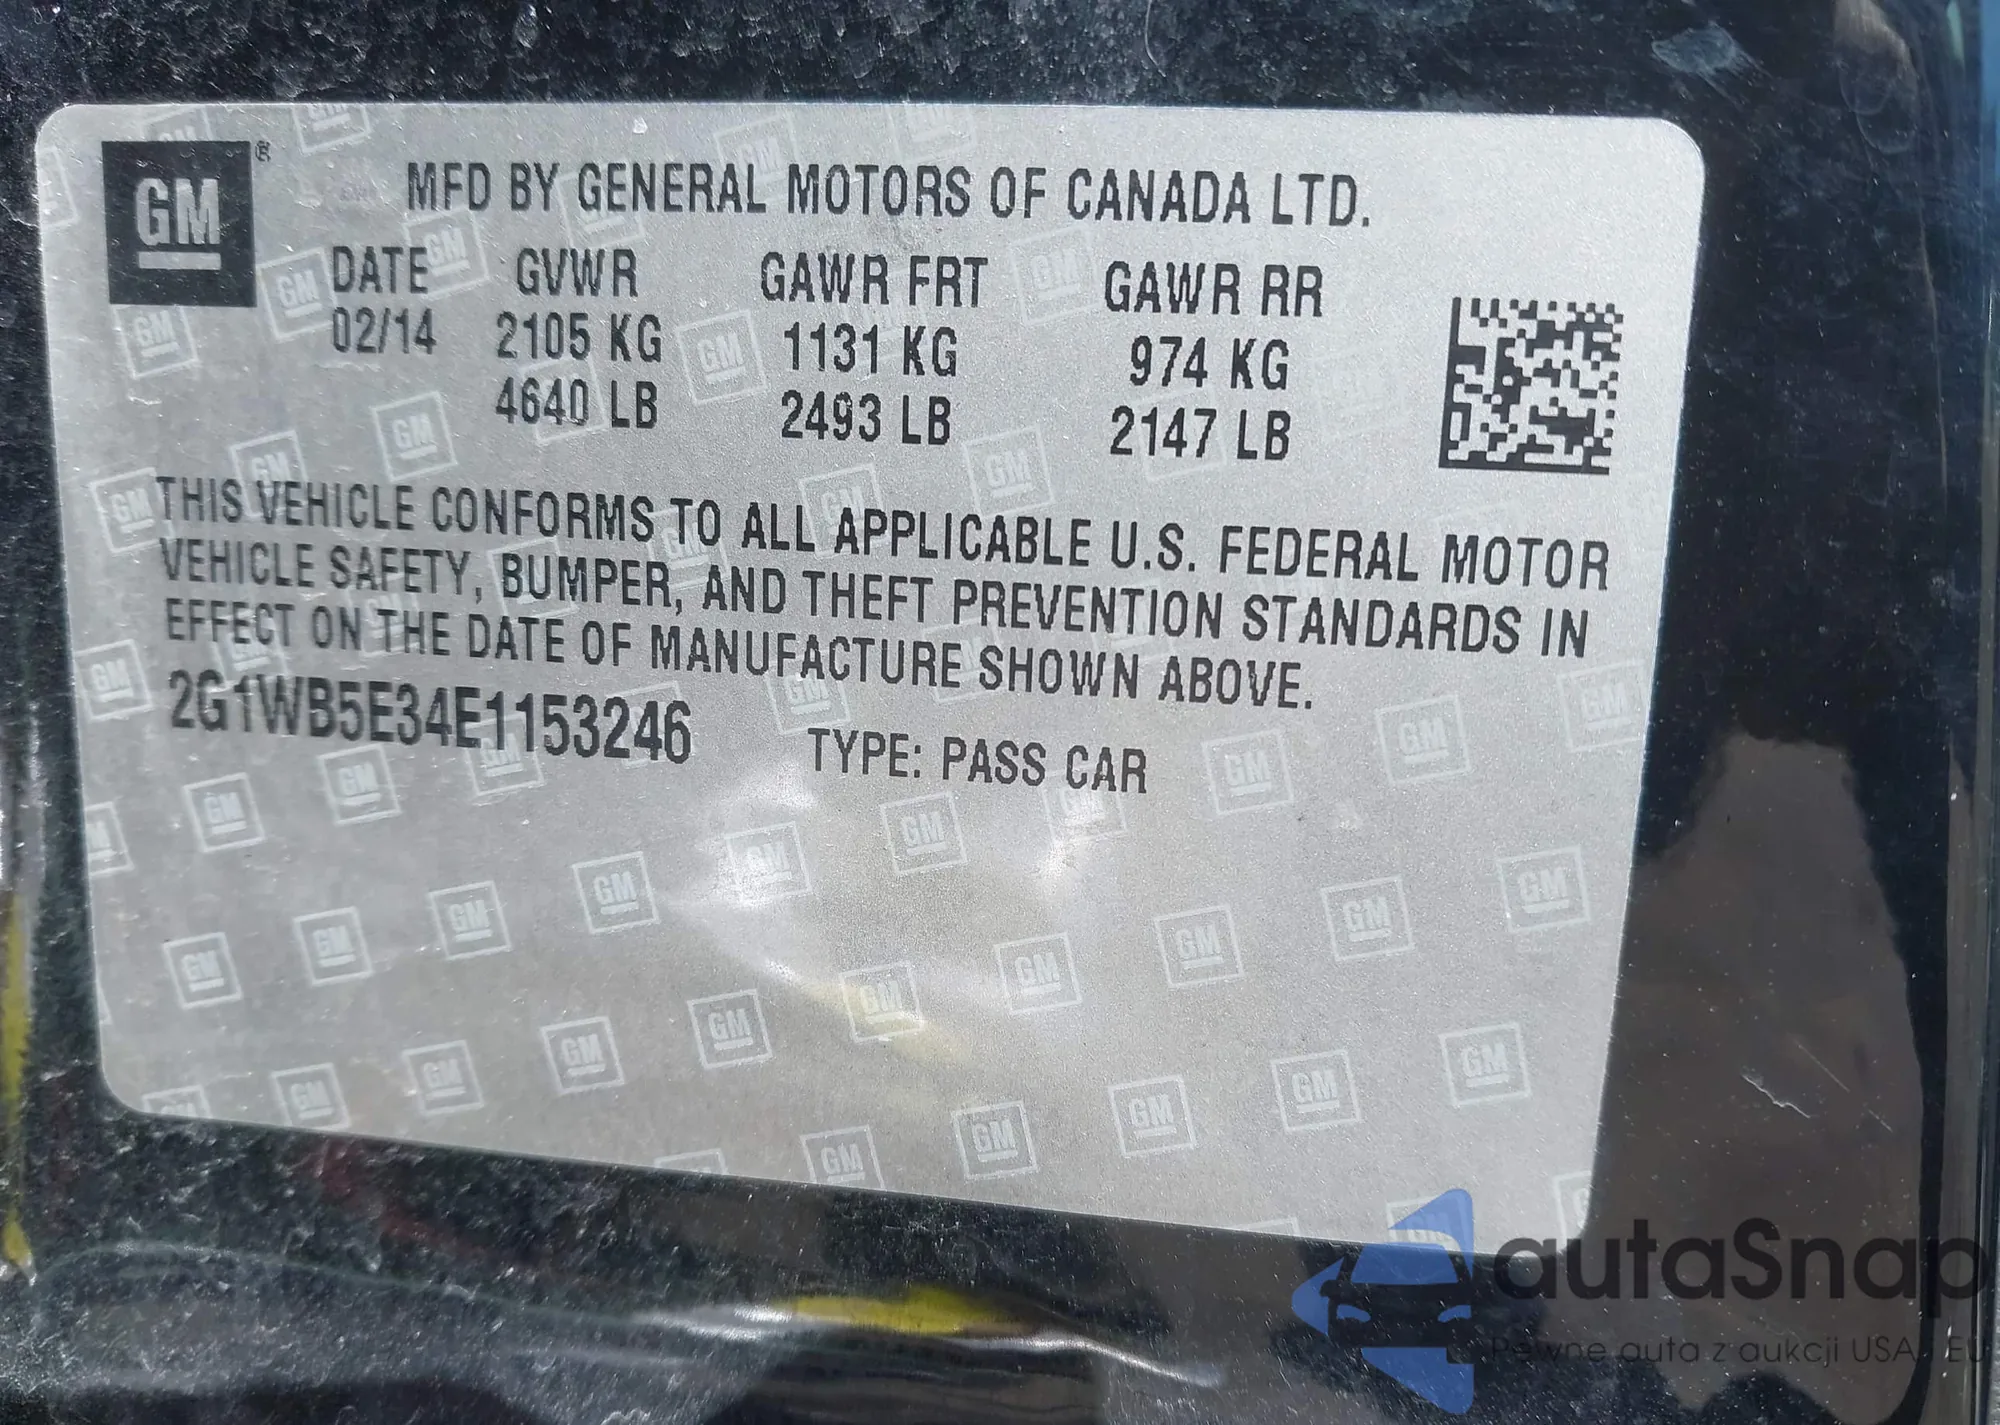 GM ®
MFD BY GENERAL MOTORS OF CANADA LTD.
DATE GVWR GAWR FRT GAWR RR
02/14 2105 KG 1131 KG 974 KG
4640 LB 2493 LB 2147 LB
THIS VEHICLE CONFORMS TO ALL APPLICABLE U.S. FEDERAL MOTOR
VEHICLE SAFETY, BUMPER, AND THEFT PREVENTION STANDARDS IN
EFFECT ON THE DATE OF MANUFACTURE SHOWN ABOVE.
2G1WB5E34E1153246 TYPE: PASS CAR
autaSnap
Pewne auta z aukcji USA i EU